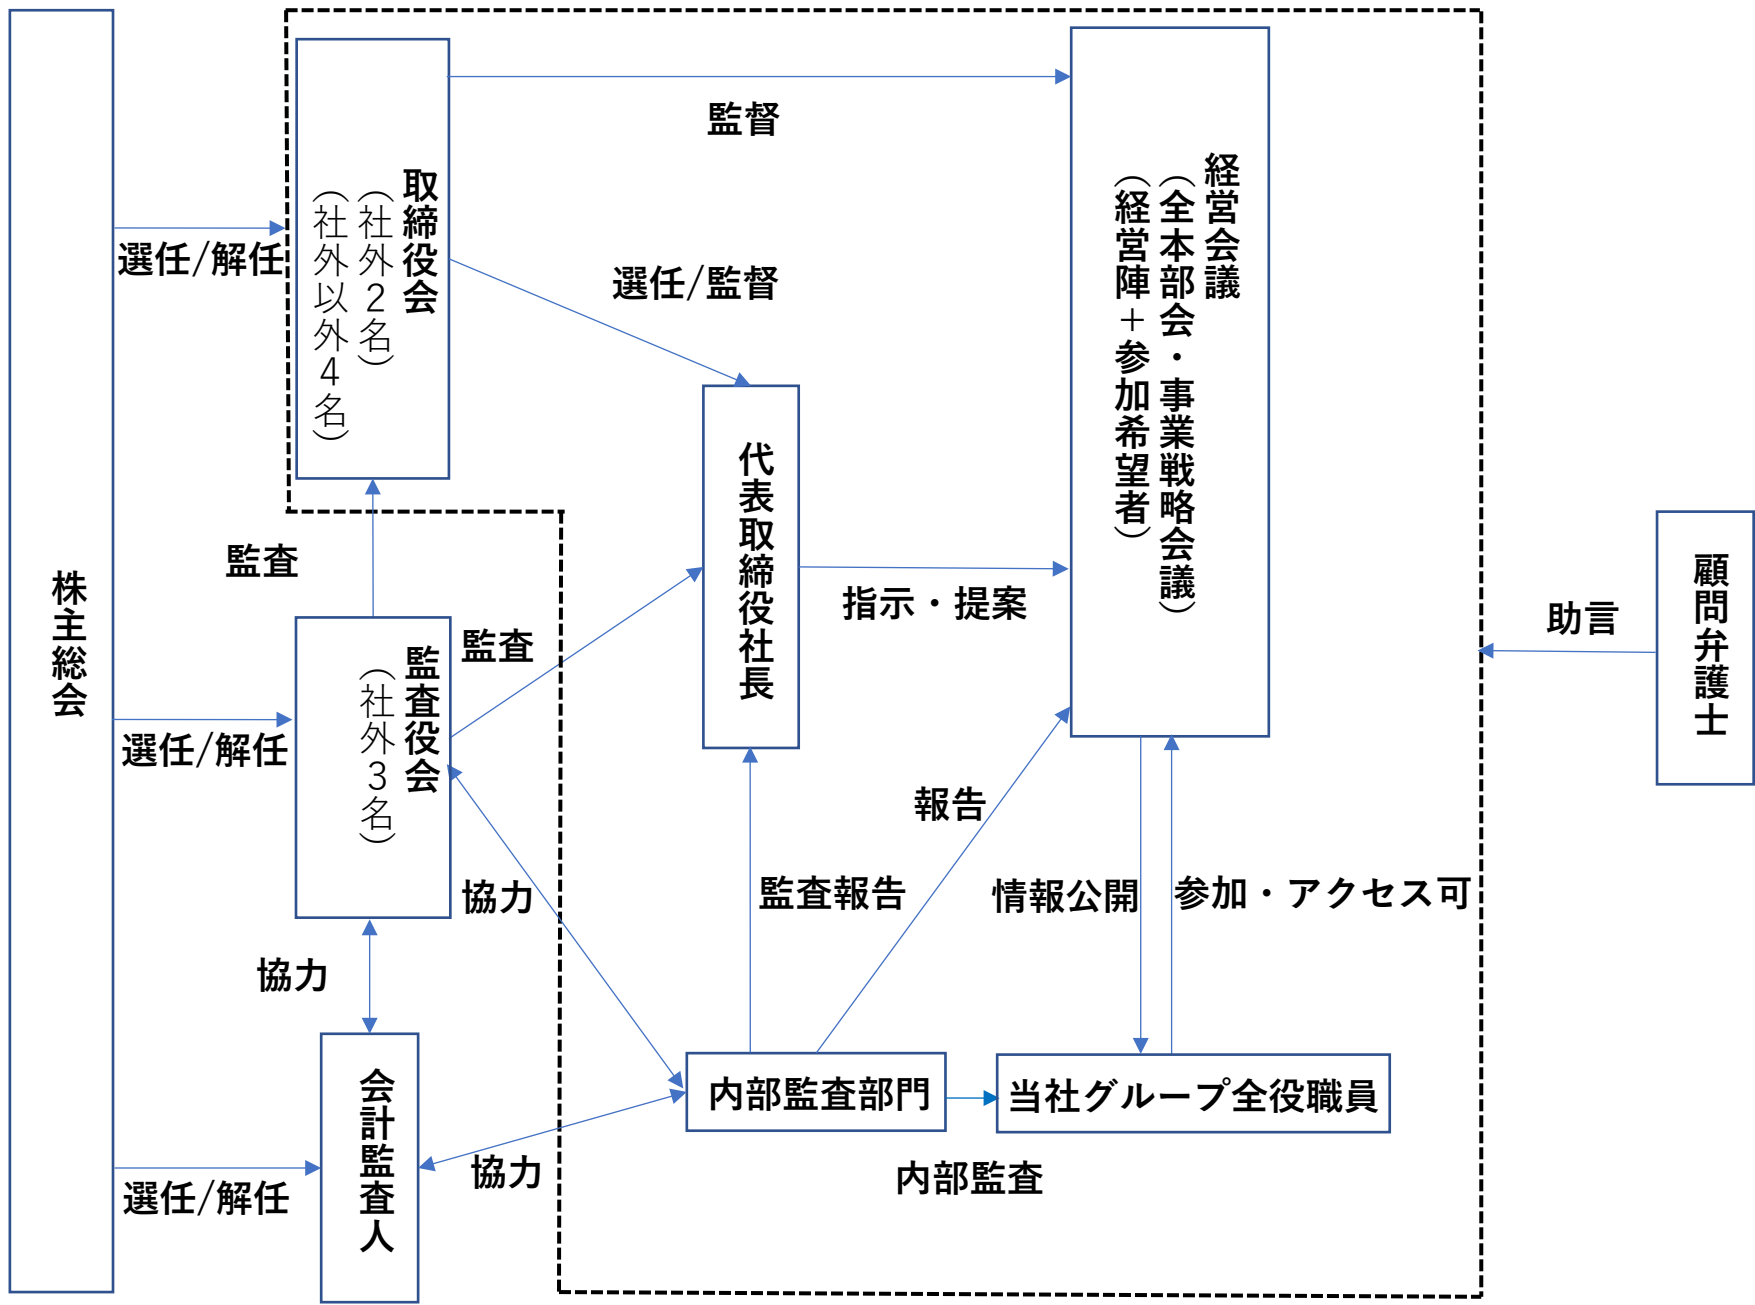 株主総会
選任/解任
選任/解任
選任/解任
取締役会
（社外２名）
（社外以外４名）
監査
監査役会
（社外３名）
協力
会計監査人
監督
選任/監督
監査
協力
協力
代表取締役社長
指示・提案
監査報告
報告
内部監査部門
内部監査
経営会議
（全本部会・事業戦略会議）
（経営陣＋参加希望者）
情報公開
参加・アクセス可
当社グループ全役職員
助言
顧問弁護士